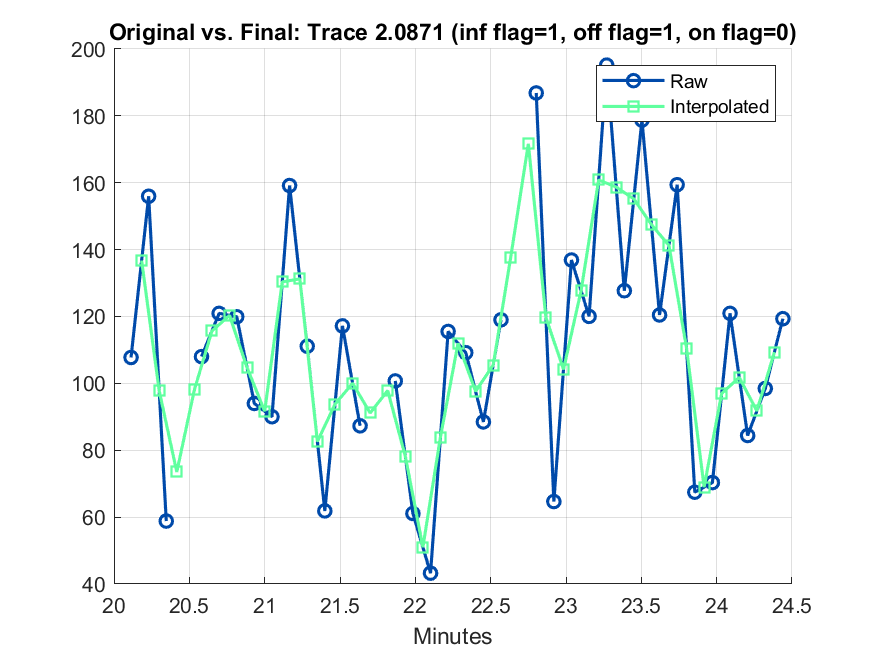 Original vs. Final: Trace 2.0871 (inf flag=1, off flag=1, on flag=0)
200
180
160
140
120
100
80
60
40
Raw
Interpolated
20 20.5 21 21.5 22 22.5 23 23.5 24 24.5
Minutes